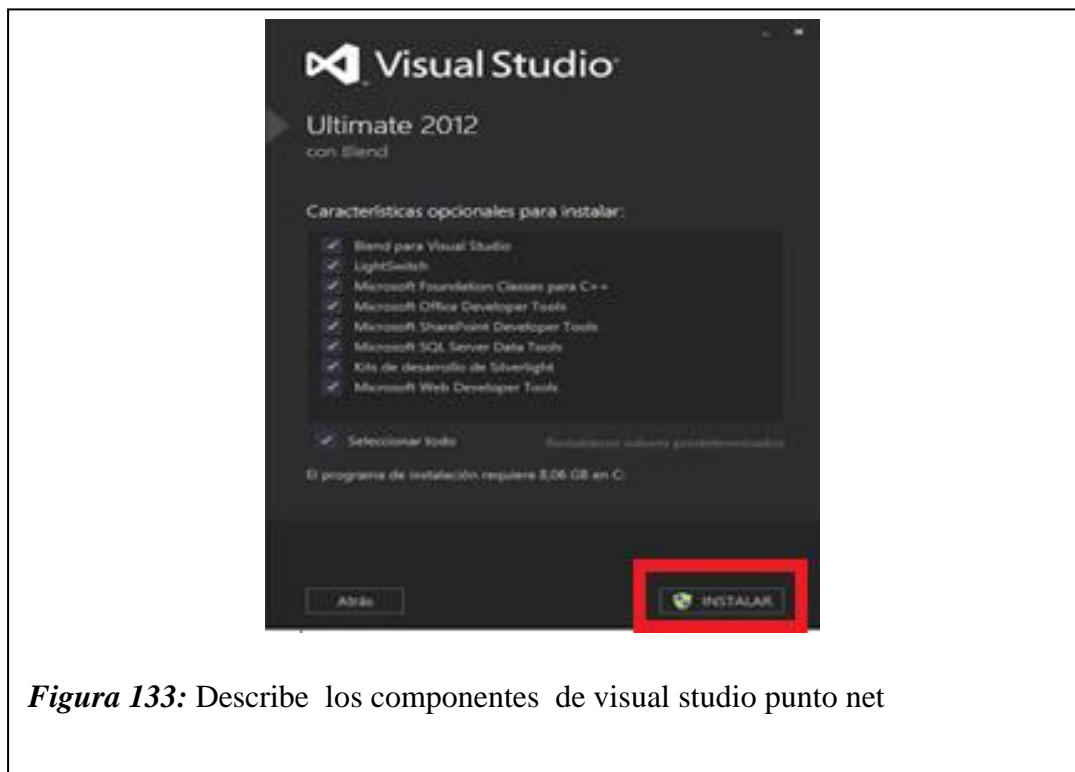 Visual Studio
Ultimate 2012
con Blend
Características opcionales para instalar:
Blend para Visual Studio
LightSwitch
Microsoft Foundation Classes para C++
Microsoft Office Developer Tools
Microsoft SharePoint Developer Tools
Microsoft SQL Server Data Tools
Kits de desarrollo de Silverlight
Microsoft Web Developer Tools
Seleccionar todo
Restablecer valores predeterminados
El programa de instalación requiere 8,06 GB en C:
Atrás
INSTALAR
Figura 133: Describe los componentes de visual studio punto net